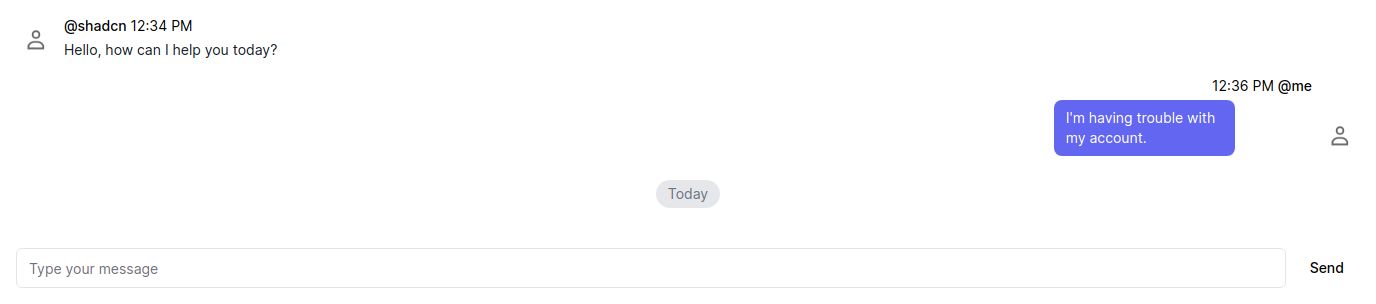 @shadcn 12:34 PM
Hello, how can I help you today?
12:36 PM @me
I'm having trouble with
my account.
Today
Type your message
Send